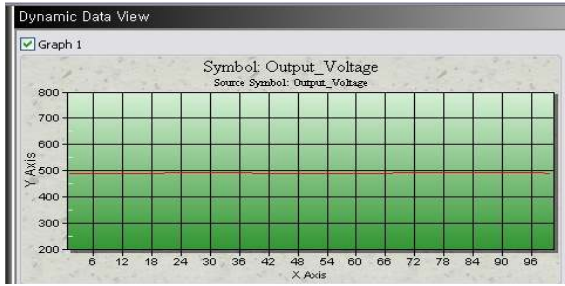 Dynamic Data View
Graph 1
Symbol: Output_Voltage
Source Symbol: Output_Voltage
800
700
600
500
400
300
200
Y Axis
6 12 18 24 30 36 42 48 54 60 66 72 78 84 90 96
X Axis